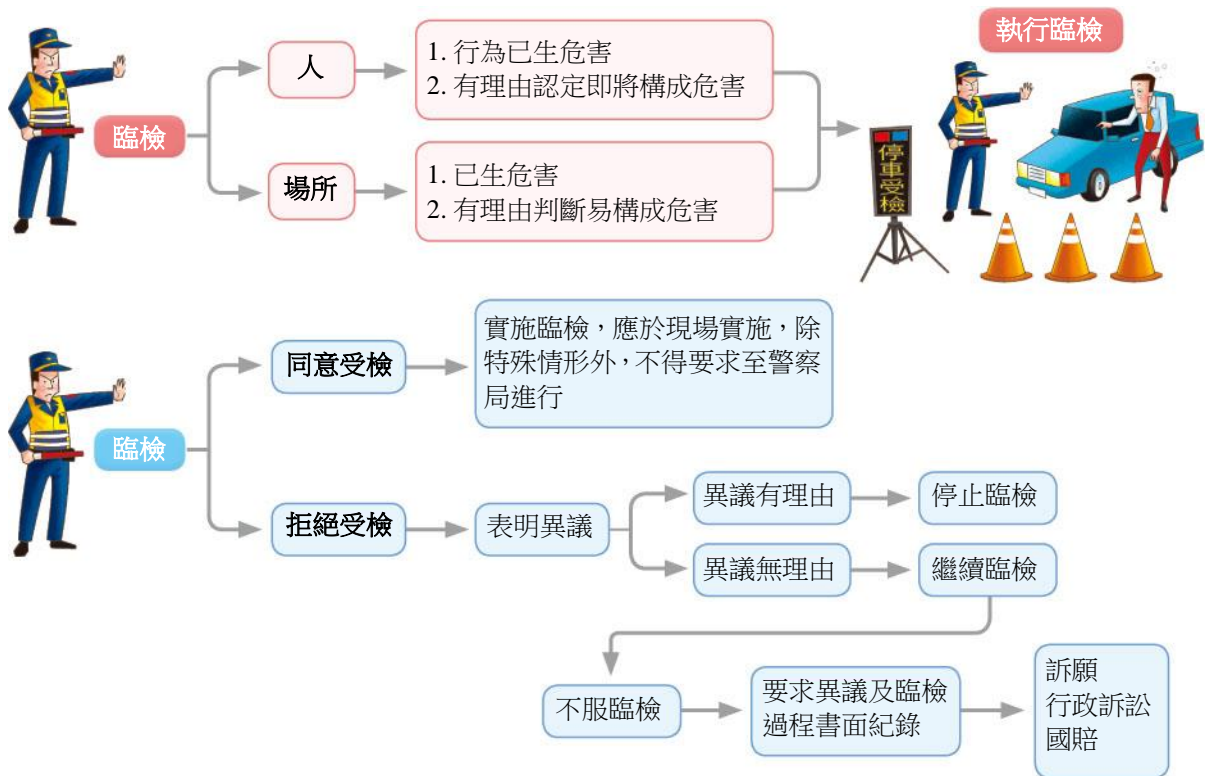 執行臨檢
人
1. 行為已生危害
2. 有理由認定即將構成危害
臨檢
停車受檢
場所
1. 已生危害
2. 有理由判斷易構成危害
同意受檢
實施臨檢，應於現場實施，除
特殊情形外，不得要求至警察
局進行
臨檢
拒絕受檢
表明異議
異議有理由
停止臨檢
異議無理由
繼續臨檢
不服臨檢
要求異議及臨檢
過程書面紀錄
訴願
行政訴訟
國賠